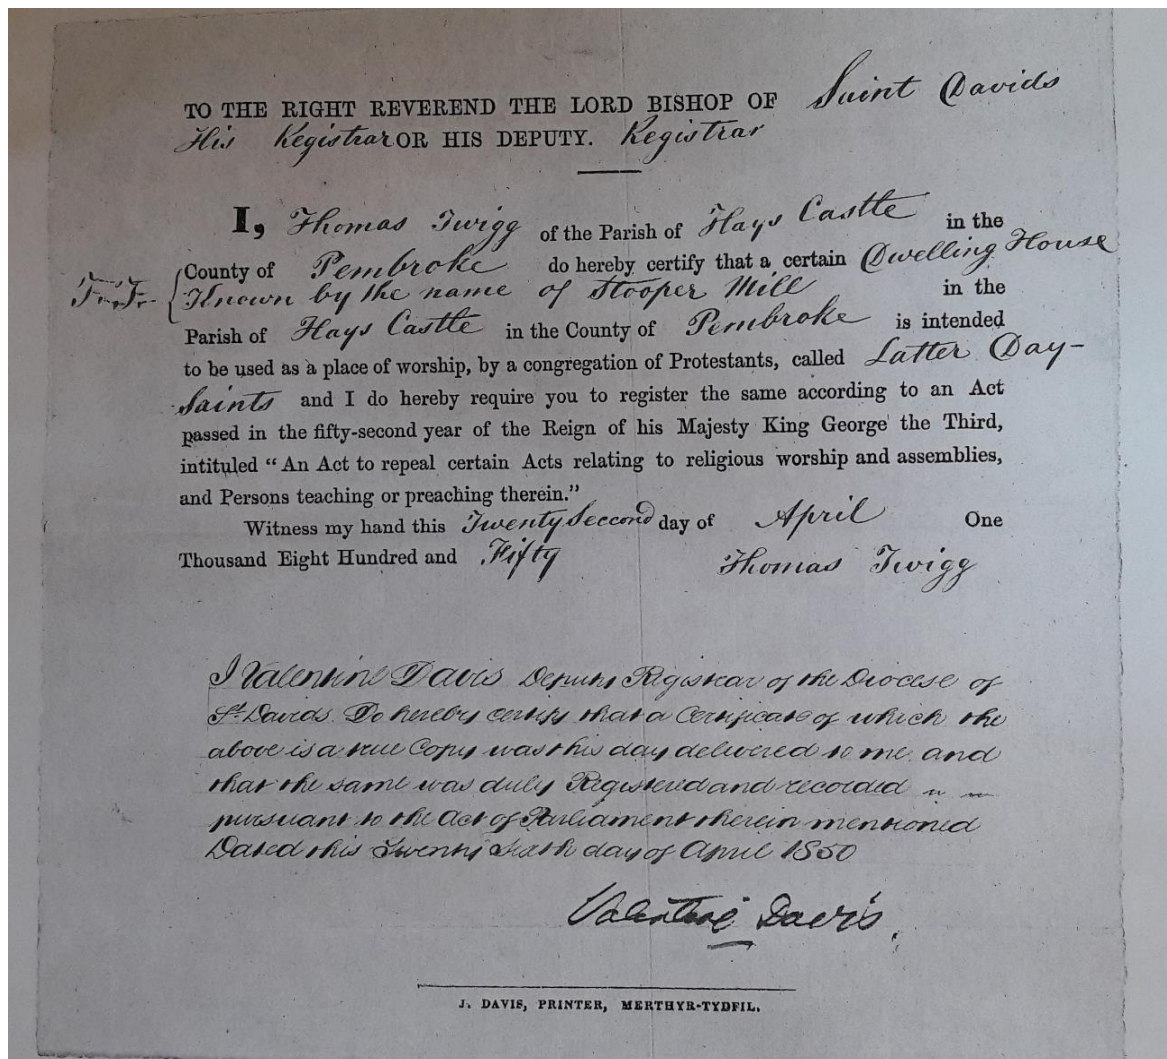 TO THE RIGHT REVEREND THE LORD BISHOP OF Saint Davids
His Registrar OR HIS DEPUTY. Registrar
I, Thomas Twigg of the Parish of Hays Castle in the
County of Pembroke do hereby certify that a certain Dwelling House
Known by the name of Stooper Mill in the
Parish of Hays Castle in the County of Pembroke is intended
to be used as a place of worship, by a congregation of Protestants, called Latter Day-
Saints and I do hereby require you to register the same according to an Act
passed in the fifty-second year of the Reign of his Majesty King George the Third,
intituled “ An Act to repeal certain Acts relating to religious worship and assemblies,
and Persons teaching or preaching therein.”
Witness my hand this Twenty Second day of April One
Thousand Eight Hundred and Fifty Thomas Twigg
I Valentine Davis Deputy Registrar of the Diocese of
St. Davids Do hereby certify that a Certificate of which the
above is a true Copy was this day delivered to me and
that the same was duly Registered and recorded
pursuant to the Act of Parliament therein mentioned
Dated this Twenty Sixth day of April 1850
Valentine Davis.
J. DAVIS, PRINTER, MERTHYR-TYDFIL.